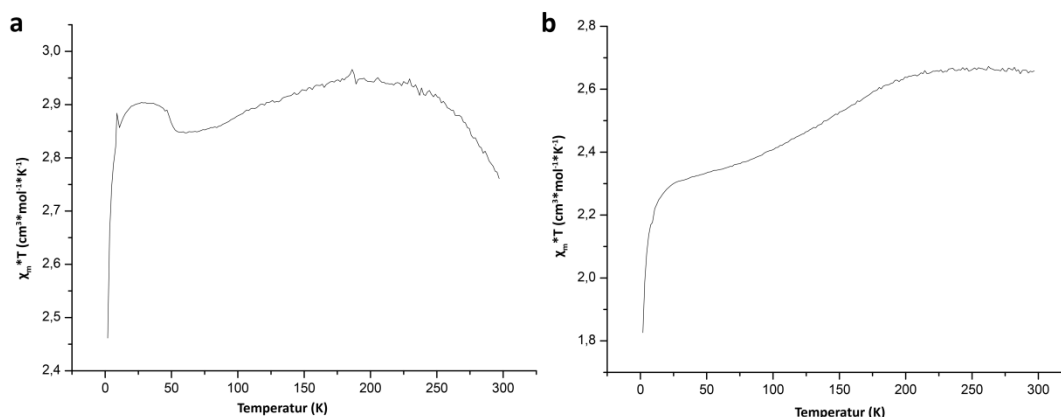 a
3,0
2,9
2,8
2,7
2,6
2,5
2,4
0 50 100 150 200 250 300
Temperatur (K)
χm*T (cm³*mol⁻¹*K⁻¹)
b
2,8
2,6
2,4
2,2
2,0
1,8
0 50 100 150 200 250 300
Temperatur (K)
χm*T (cm³*mol⁻¹*K⁻¹)